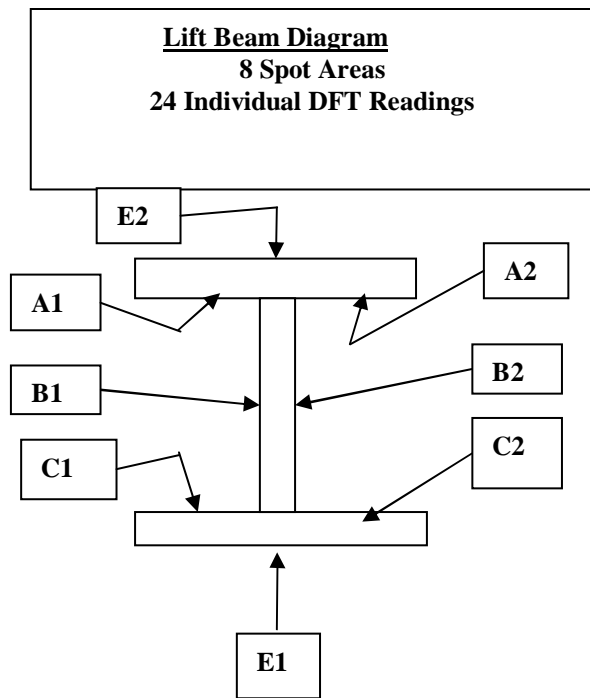 Lift Beam Diagram
8 Spot Areas
24 Individual DFT Readings
E2
A1
A2
B1
B2
C1
C2
E1